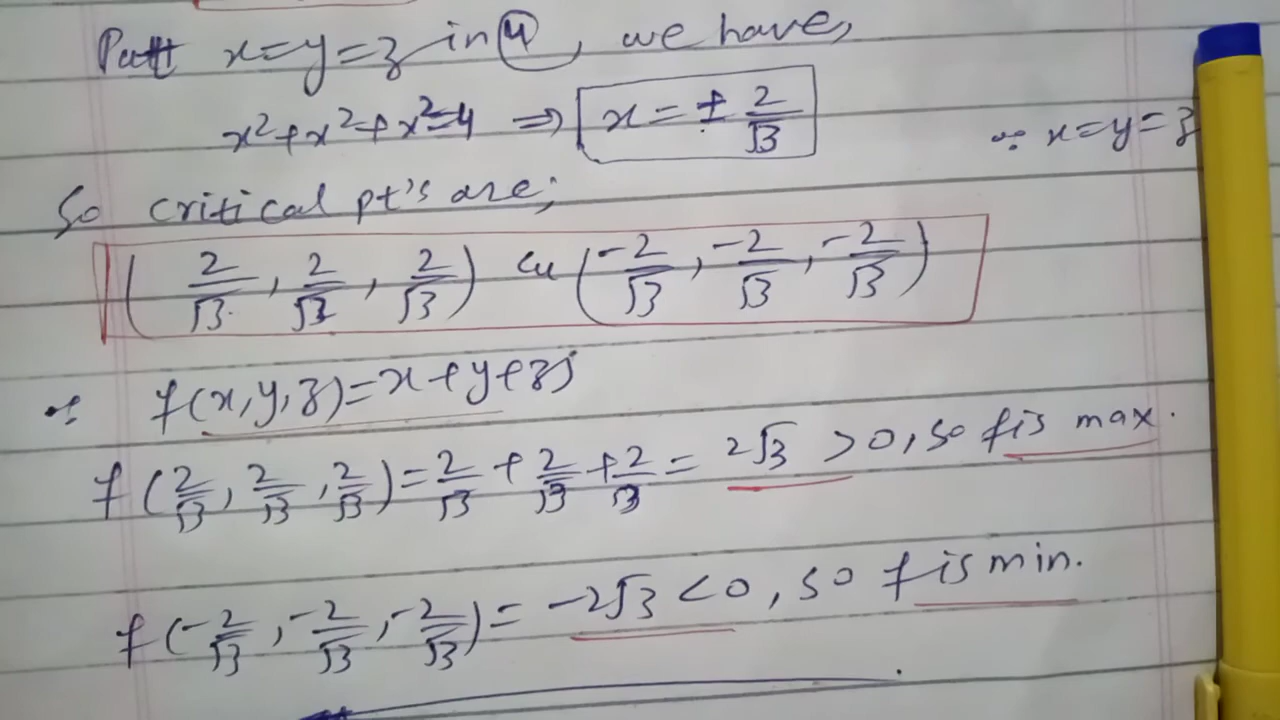 Putt x=y=z in ④, we have,
x²+x²+x²=4 ⇒ x = ± 2/√3 ∵ x=y=z
So critical pt's are;
(2/√3, 2/√3, 2/√3) & (-2/√3, -2/√3, -2/√3)
∵ f(x,y,z)=x+y+z;
f(2/√3, 2/√3, 2/√3)=2/√3+2/√3+2/√3= 2√3 >0, so f is max.
f(-2/√3, -2/√3, -2/√3)= -2√3 <0, so f is min.